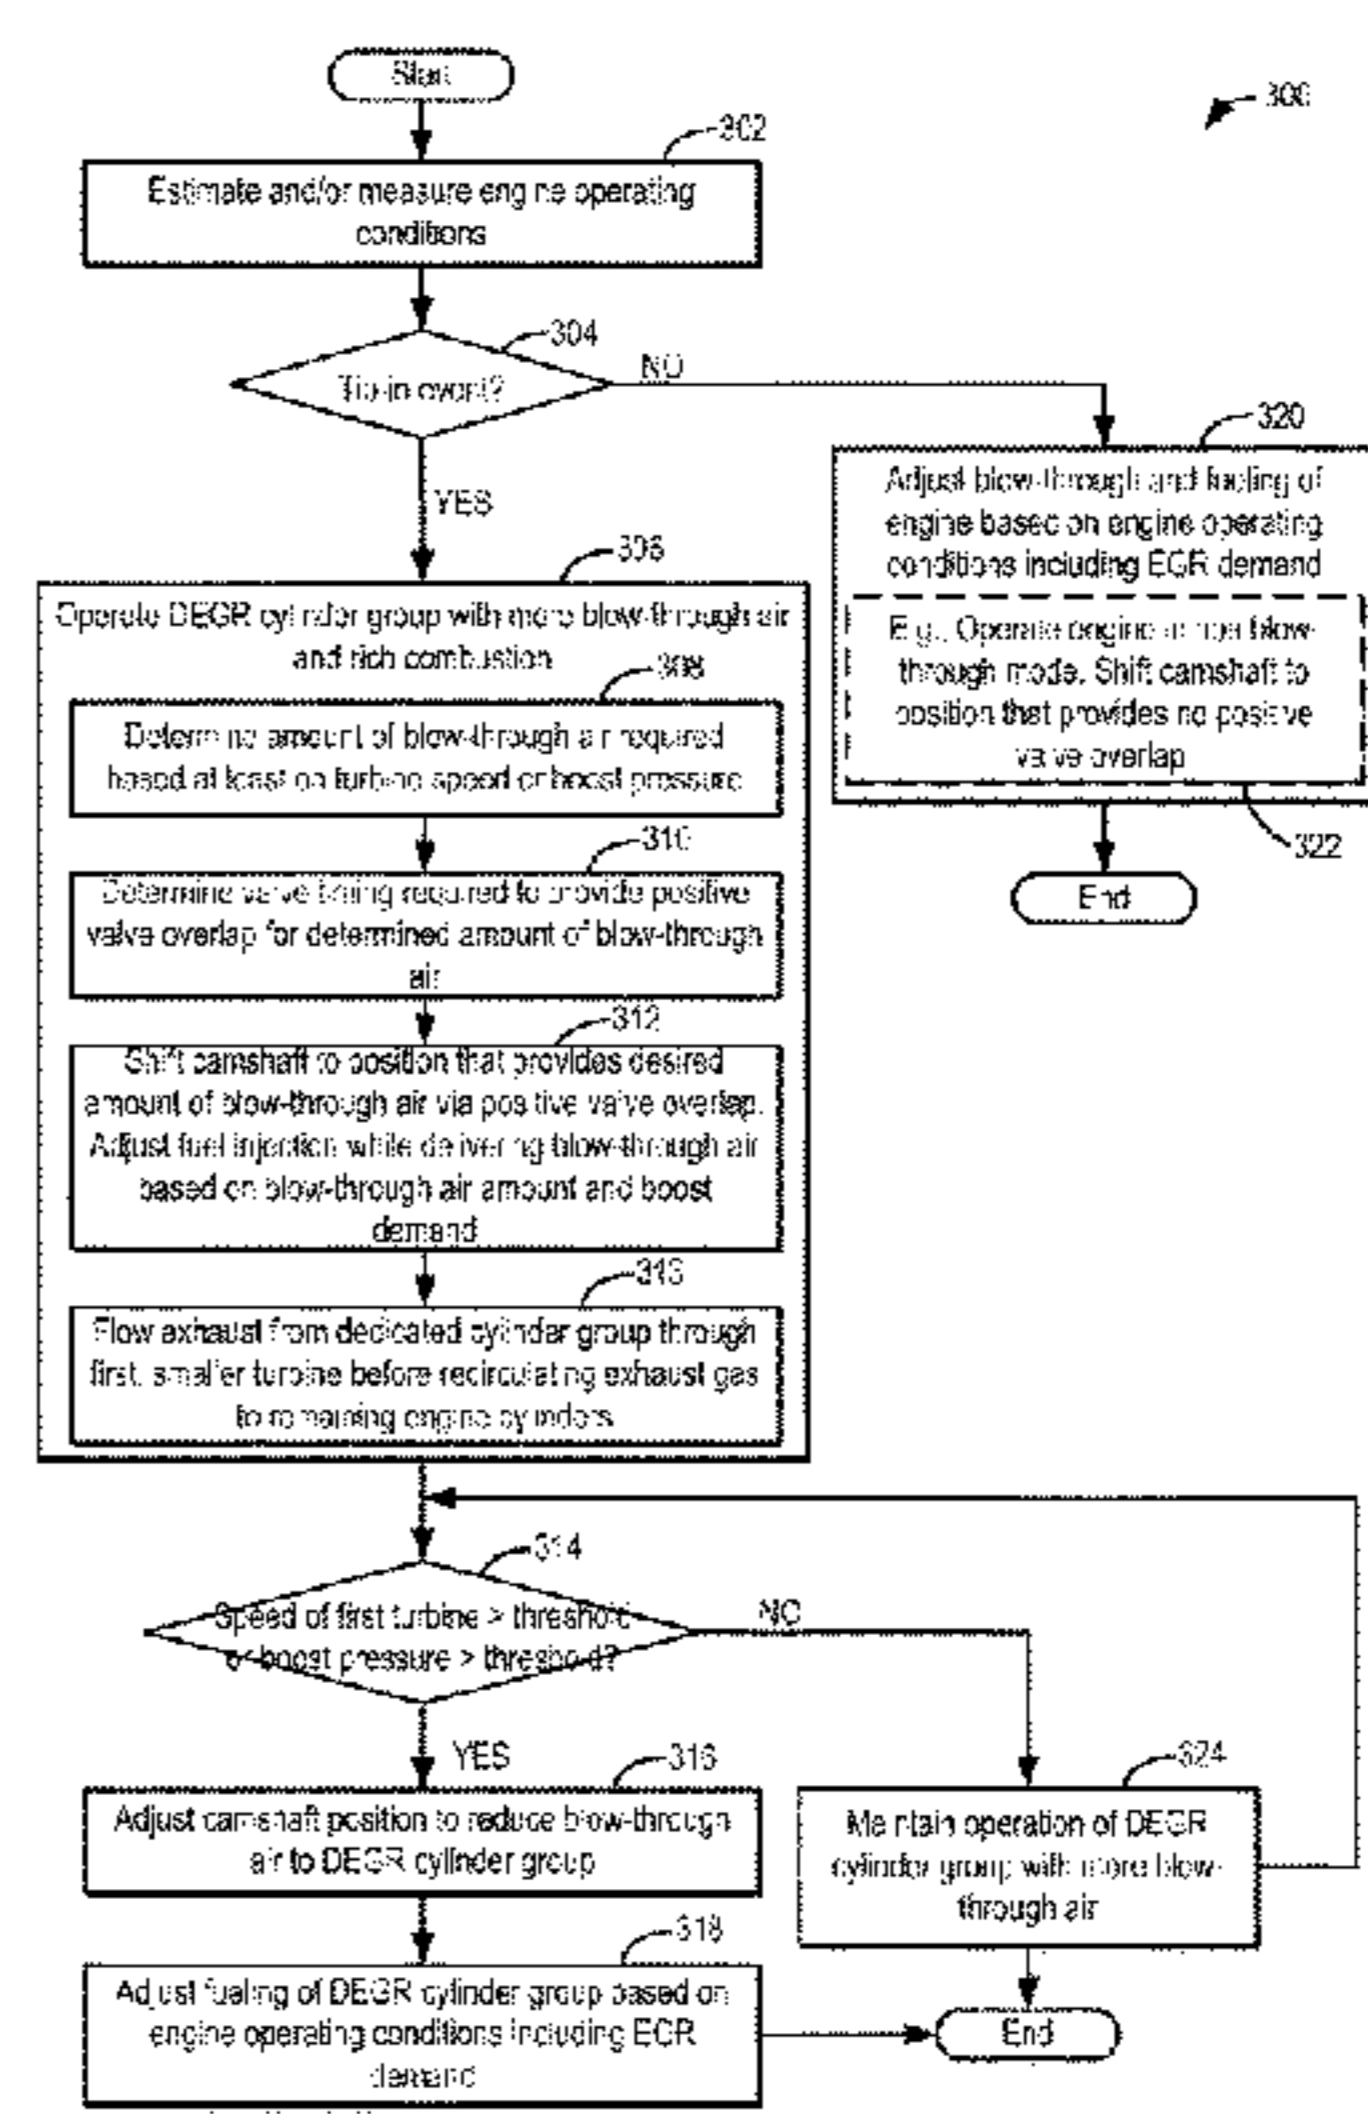 Start
300
302
Estimate and/or measure engine operating
conditions
304
Tip-in event?
NO
YES
320
Adjust blow-through and fueling of
engine based on engine operating
conditions including EGR demand
E.g., Operate engine in non blow-
through mode. Shift camshaft to
position that provides no positive
valve overlap
322
End
306
Operate DEGR cylinder group with more blow-through air
and rich combustion
308
Determine amount of blow-through air required
based at least on turbine speed or boost pressure
310
Determine valve timing required to provide positive
valve overlap for determined amount of blow-through
air
312
Shift camshaft to position that provides desired
amount of blow-through air via positive valve overlap.
Adjust fuel injection while delivering blow-through air
based on blow-through air amount and boost
demand
313
Flow exhaust from dedicated cylinder group through
first, smaller turbine before recirculating exhaust gas
to remaining engine cylinders
314
Speed of first turbine > threshold
or boost pressure > threshold?
NO
YES
316
Adjust camshaft position to reduce blow-through
air to DEGR cylinder group
324
Maintain operation of DEGR
cylinder group with more blow-
through air
318
Adjust fueling of DEGR cylinder group based on
engine operating conditions including EGR
demand
End